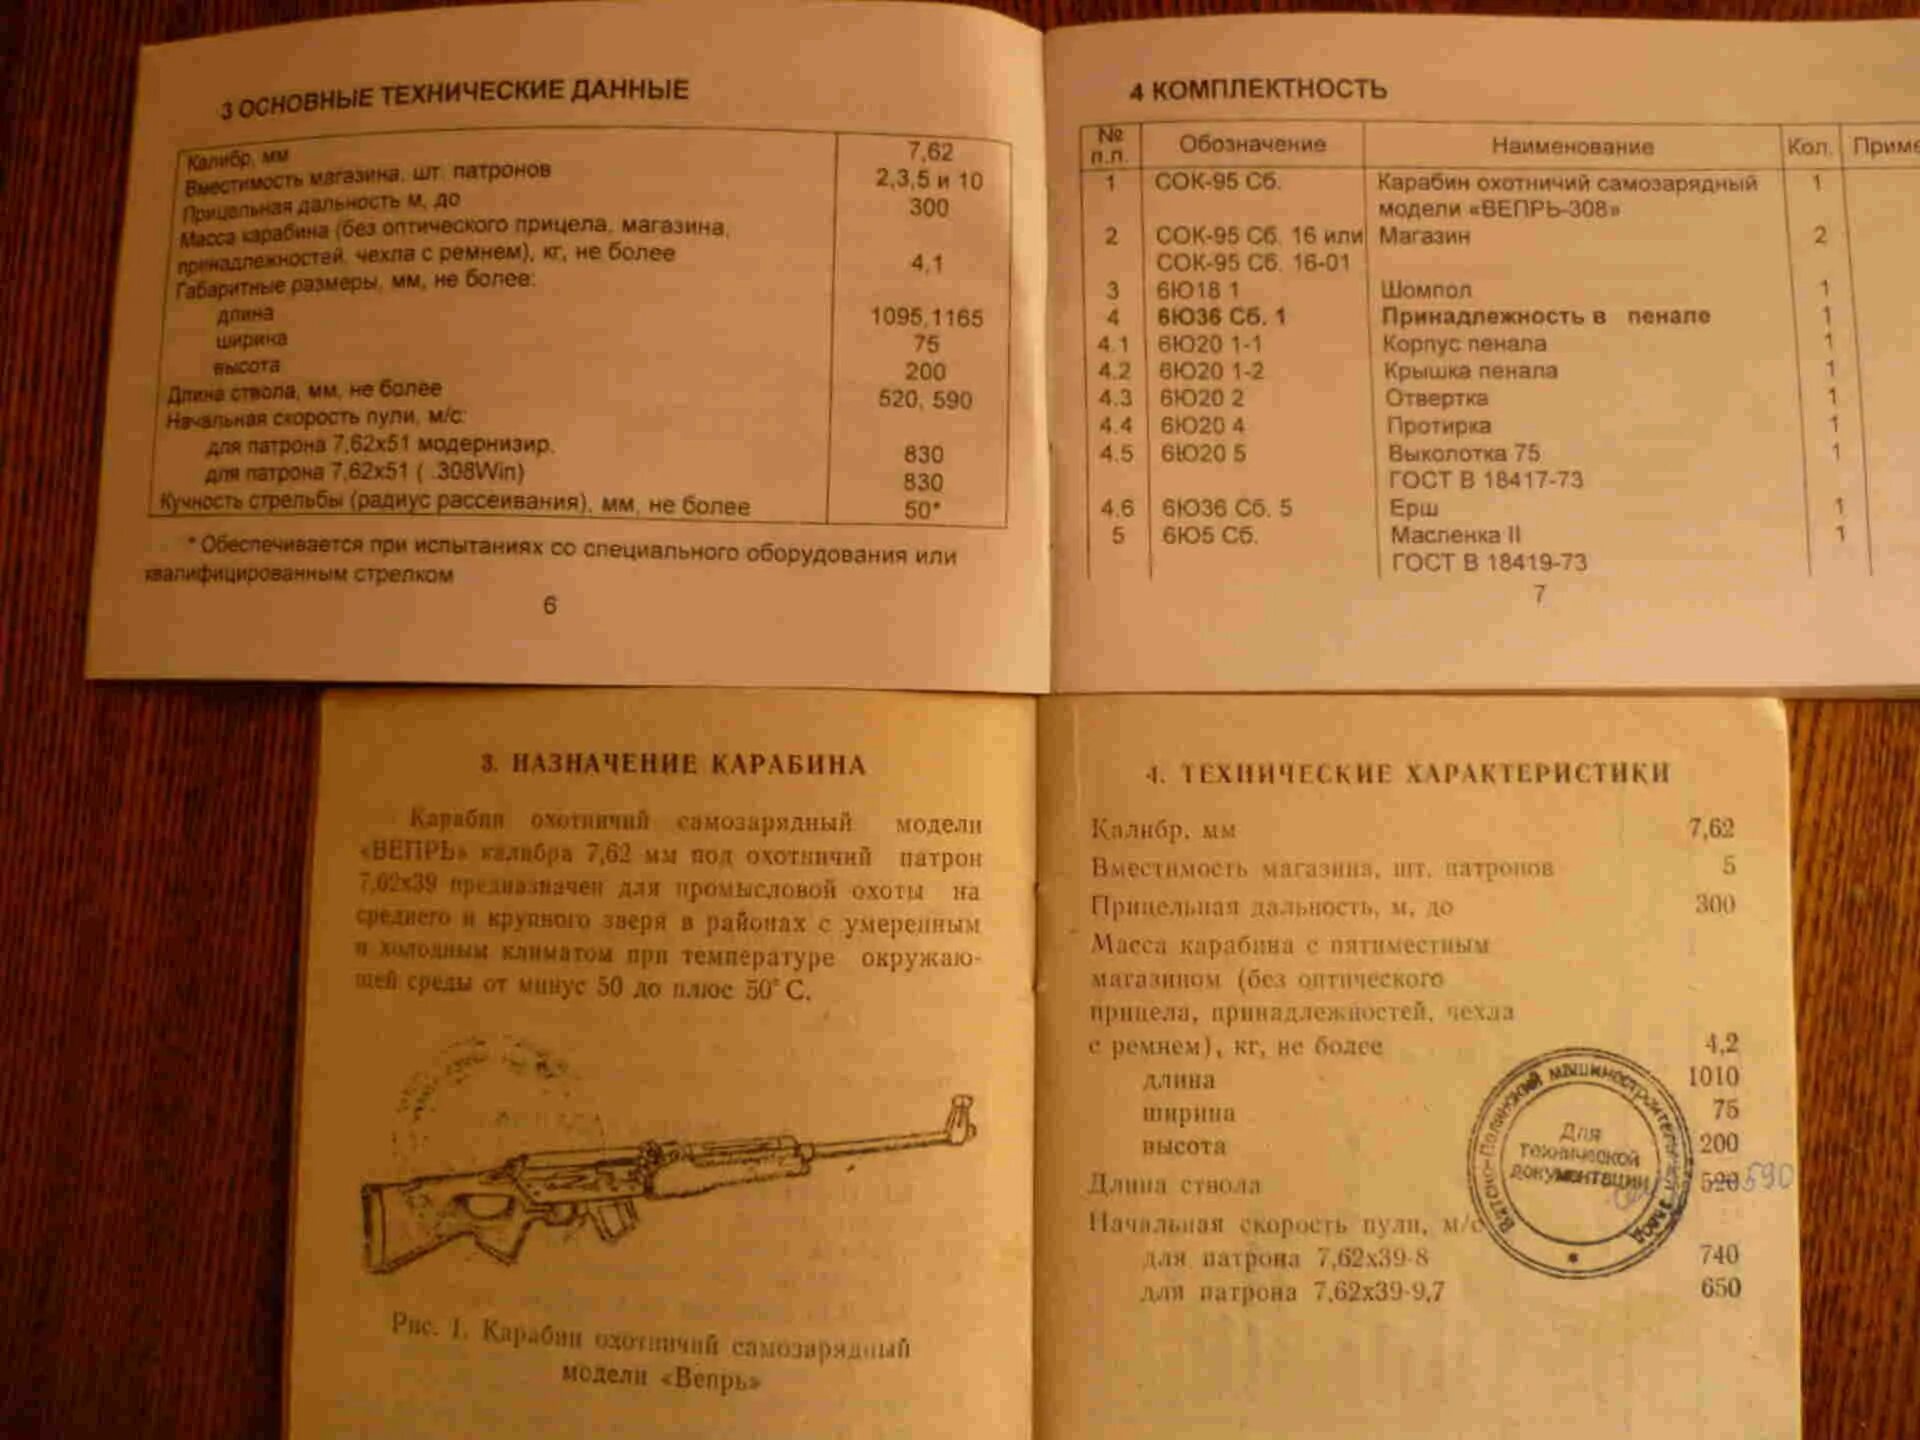 3 ОСНОВНЫЕ ТЕХНИЧЕСКИЕ ДАННЫЕ
Калибр, мм 7,62
Вместимость магазина, шт. патронов 2,3,5 и 10
Прицельная дальность м, до 300
Масса карабина (без оптического прицела, магазина,
принадлежностей, чехла с ремнем), кг, не более 4,1
Габаритные размеры, мм, не более:
длина 1095,1165
ширина 75
высота 200
Длина ствола, мм, не более 520, 590
Начальная скорость пули, м/с:
для патрона 7,62х51 модернизир. 830
для патрона 7,62х51 ( .308Win) 830
Кучность стрельбы (радиус рассеивания), мм, не более 50*
* Обеспечивается при испытаниях со специального оборудования или
квалифицированным стрелком
6
4 КОМПЛЕКТНОСТЬ
№ п.п. Обозначение Наименование Кол. Приме
1 СОК-95 Сб. Карабин охотничий самозарядный 1
модели «ВЕПРЬ-308»
2 СОК-95 Сб. 16 или Магазин 2
СОК-95 Сб. 16-01
3 6Ю18 1 Шомпол 1
4 6Ю36 Сб. 1 Принадлежность в пенале 1
4.1 6Ю20 1-1 Корпус пенала 1
4.2 6Ю20 1-2 Крышка пенала 1
4.3 6Ю20 2 Отвертка 1
4.4 6Ю20 4 Протирка 1
4.5 6Ю20 5 Выколотка 75 1
ГОСТ В 18417-73
4.6 6Ю36 Сб. 5 Ерш 1
5 6Ю5 Сб. Масленка II 1
ГОСТ В 18419-73
7
3. НАЗНАЧЕНИЕ КАРАБИНА
Карабин охотничий самозарядный модели
«ВЕПРЬ» калибра 7,62 мм под охотничий патрон
7,62х39 предназначен для промысловой охоты на
среднего и крупного зверя в районах с умеренным
и холодным климатом при температуре окружаю-
щей среды от минус 50 до плюс 50°С.
Рис. 1. Карабин охотничий самозарядный
модели «Вепрь»
4. ТЕХНИЧЕСКИЕ ХАРАКТЕРИСТИКИ
Калибр, мм 7,62
Вместимость магазина, шт. патронов 5
Прицельная дальность, м, до 300
Масса карабина с пятиместным
магазином (без оптического
прицела, принадлежностей, чехла
с ремнем), кг, не более 4,2
длина 1010
ширина 75
высота 200
Длина ствола 520 590
Начальная скорость пули, м/с
для патрона 7,62х39-8 740
для патрона 7,62х39-9,7 650
Вятско-Полянский машиностроительный завод
Для
технической
документации